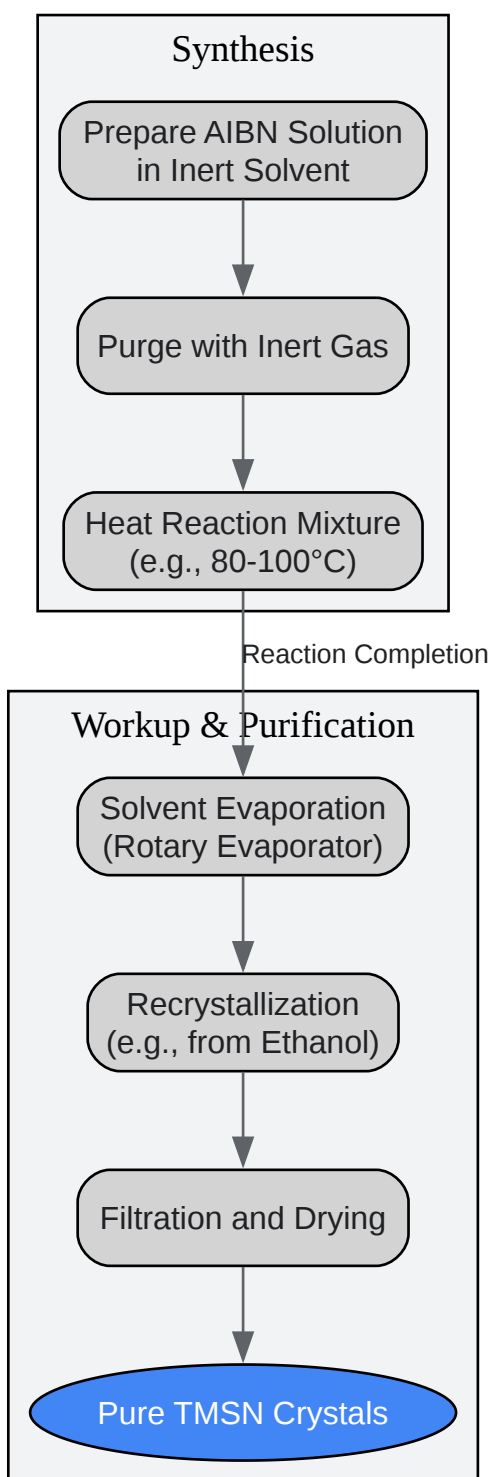 Synthesis
Prepare AIBN Solution
in Inert Solvent
Purge with Inert Gas
Heat Reaction Mixture
(e.g., 80-100°C)
Reaction Completion
Workup & Purification
Solvent Evaporation
(Rotary Evaporator)
Recrystallization
(e.g., from Ethanol)
Filtration and Drying
Pure TMSN Crystals